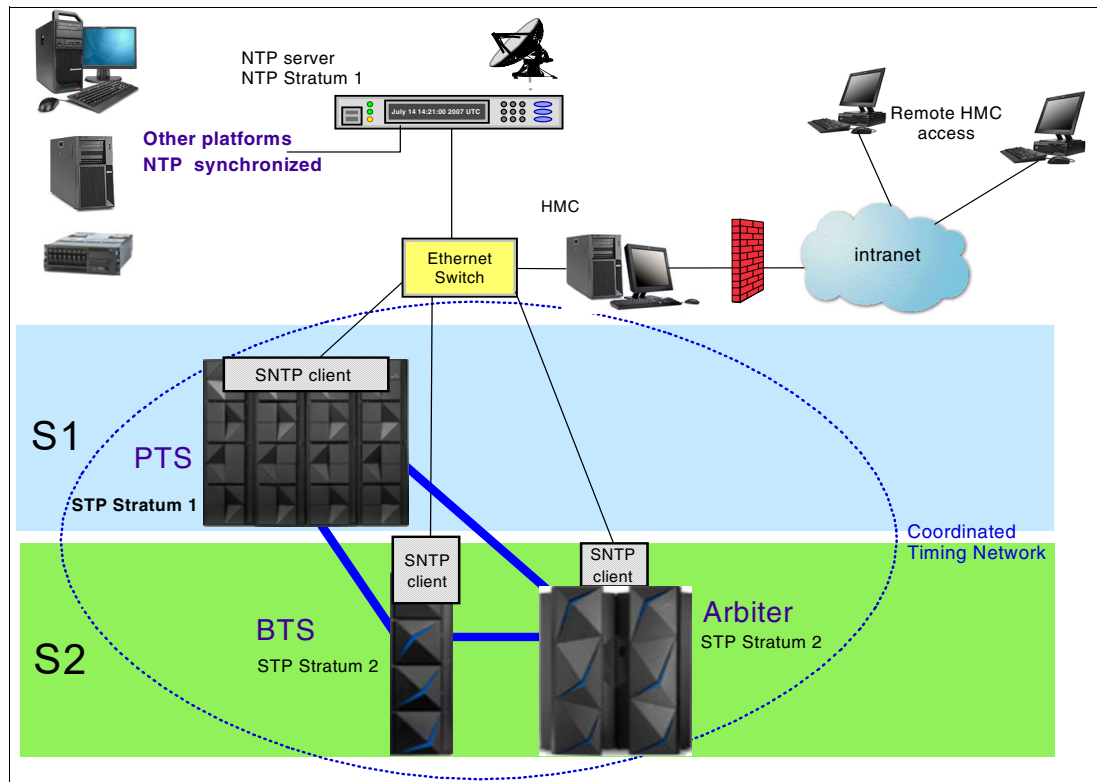 NTP server
NTP Stratum 1
July 14 14:21:00 2007 UTC
Other platforms
NTP synchronized
Remote HMC
access
HMC
Ethernet
Switch
intranet
SNTP client
S1
PTS
STP Stratum 1
Coordinated
Timing Network
SNTP
client
SNTP
client
BTS
STP Stratum 2
Arbiter
STP Stratum 2
S2